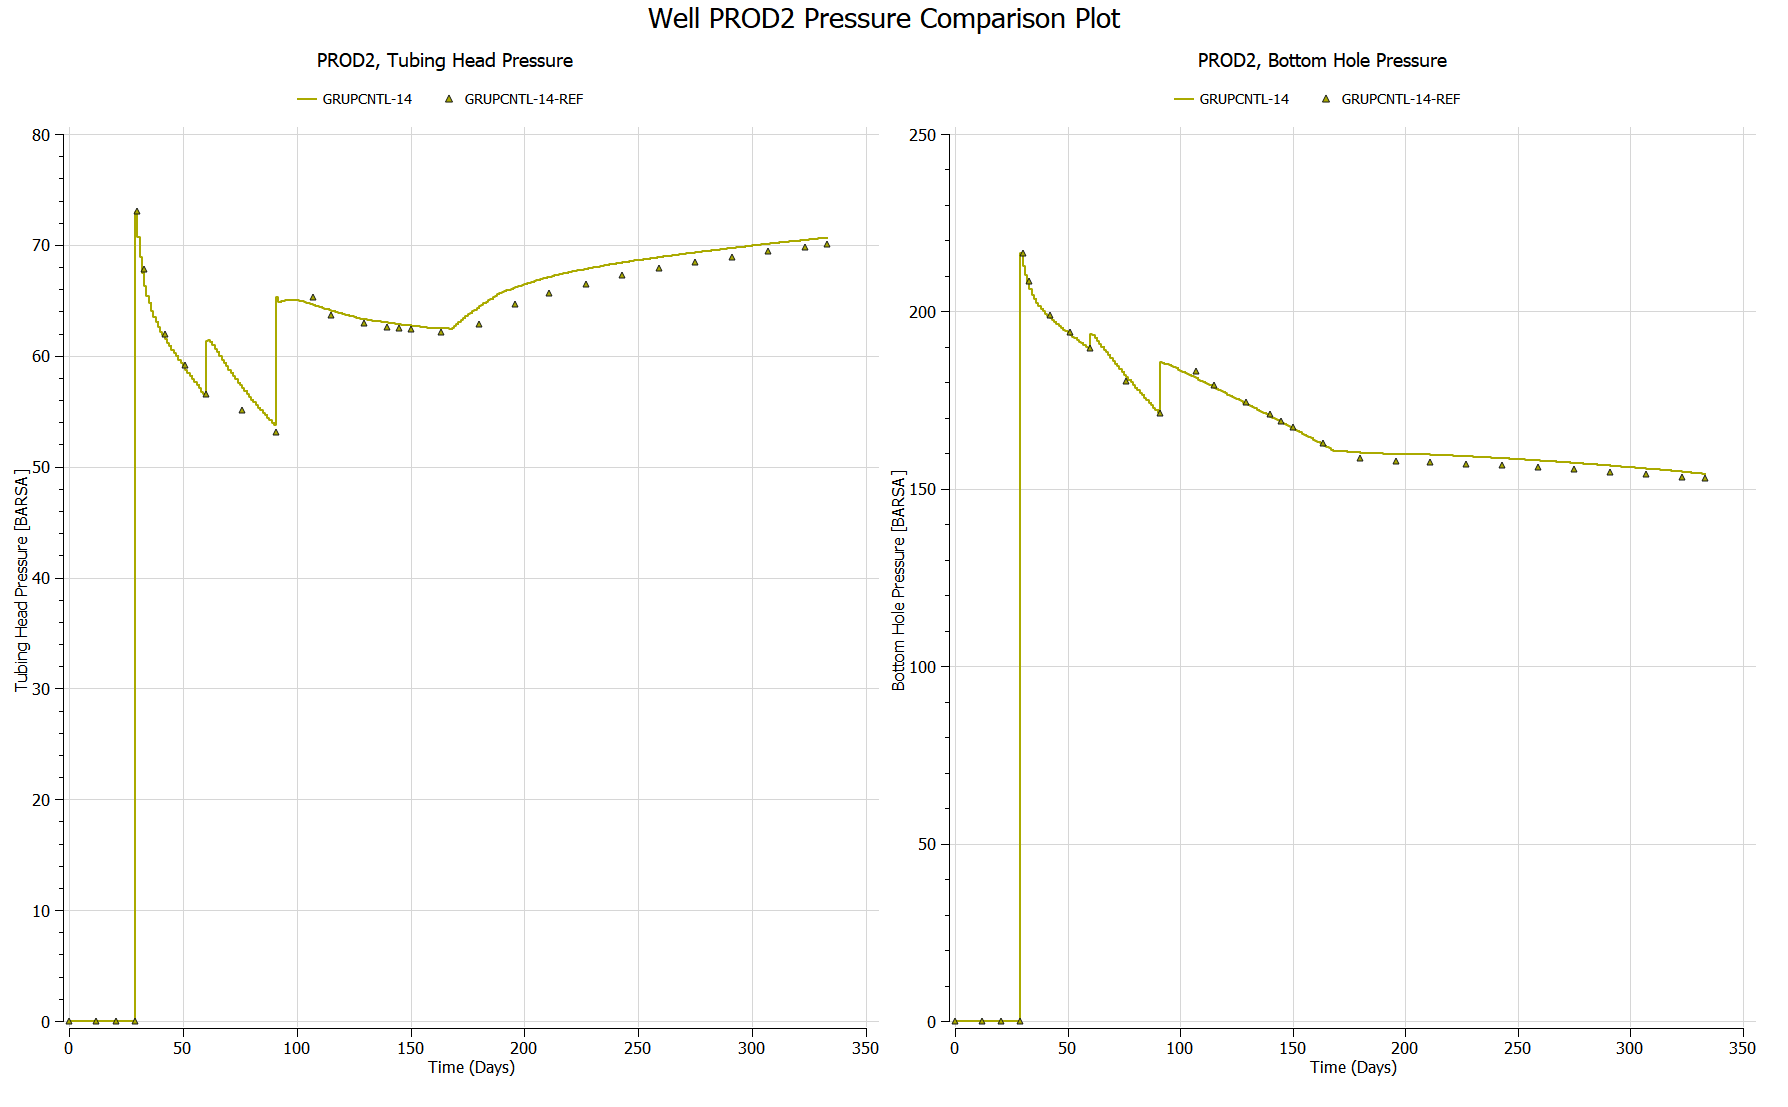 Well PROD2 Pressure Comparison Plot
PROD2, Tubing Head Pressure
GRUPCNTL-14 GRUPCNTL-14-REF
80
70
60
50
40
30
20
10
0
Tubing Head Pressure [BARSA]
0 50 100 150 200 250 300 350
Time (Days)
PROD2, Bottom Hole Pressure
GRUPCNTL-14 GRUPCNTL-14-REF
250
200
150
100
50
0
Bottom Hole Pressure [BARSA]
0 50 100 150 200 250 300 350
Time (Days)